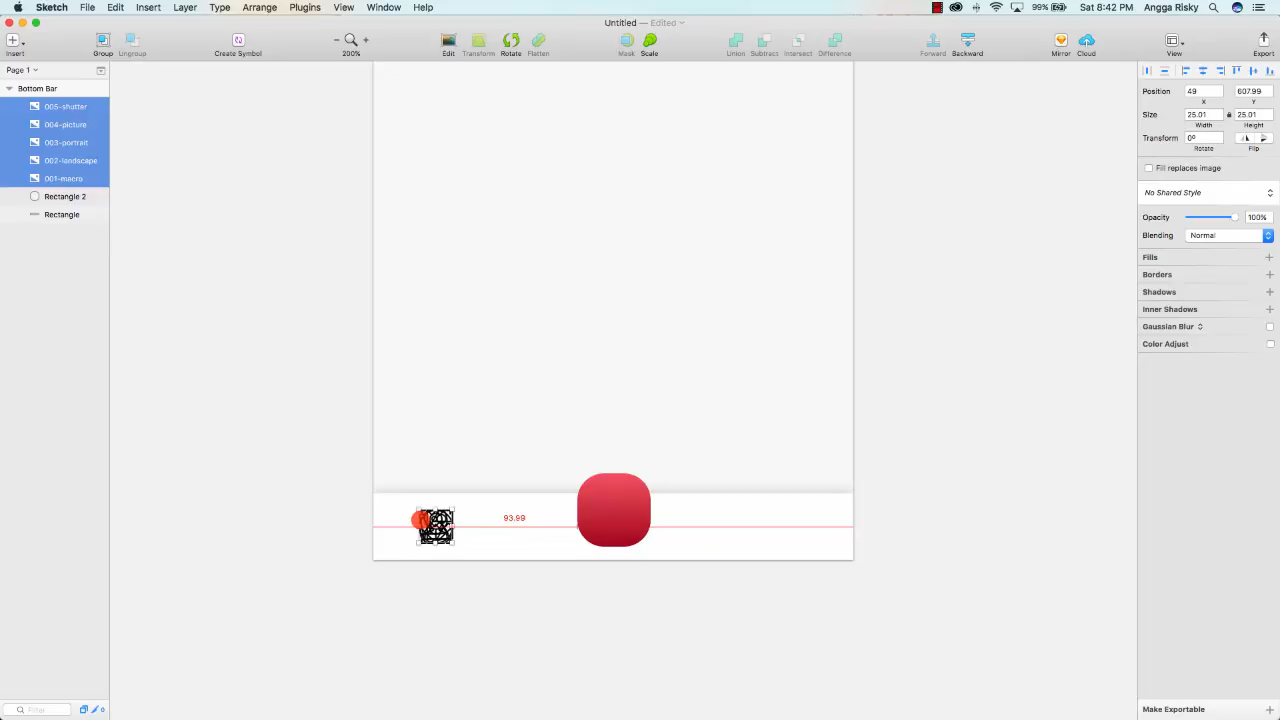 Sketch File Edit Insert Layer Type Arrange Plugins View Window Help 99% Sat 8:42 PM Angga Risky
Untitled — Edited
Insert Group Ungroup Create Symbol 200% Edit Transform Rotate Flatten Mask Scale Union Subtract Intersect Difference Forward Backward Mirror Cloud View Export
Page 1
Bottom Bar
005-shutter
004-picture
003-portrait
002-landscape
001-macro
Rectangle 2
Rectangle
93.99
Position 49 607.99
X Y
Size 25.01 25.01
Width Height
Transform 0º
Rotate Flip
Fill replaces image
No Shared Style
Opacity 100%
Blending Normal
Fills
Borders
Shadows
Inner Shadows
Gaussian Blur
Color Adjust
Filter 0
Make Exportable